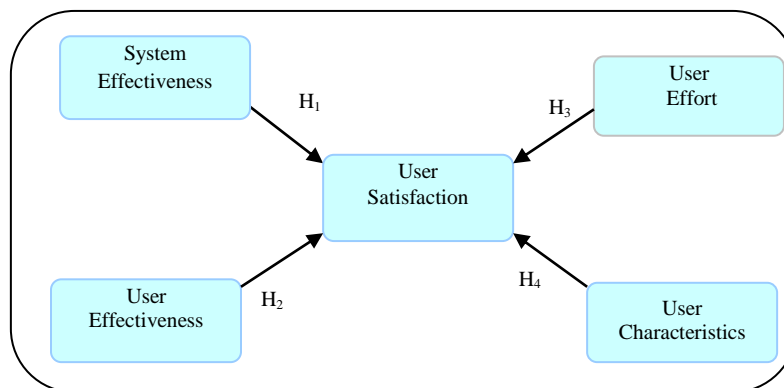 System
Effectiveness
User
Effort
H1
H3
User
Satisfaction
User
Effectiveness
H2
H4
User
Characteristics